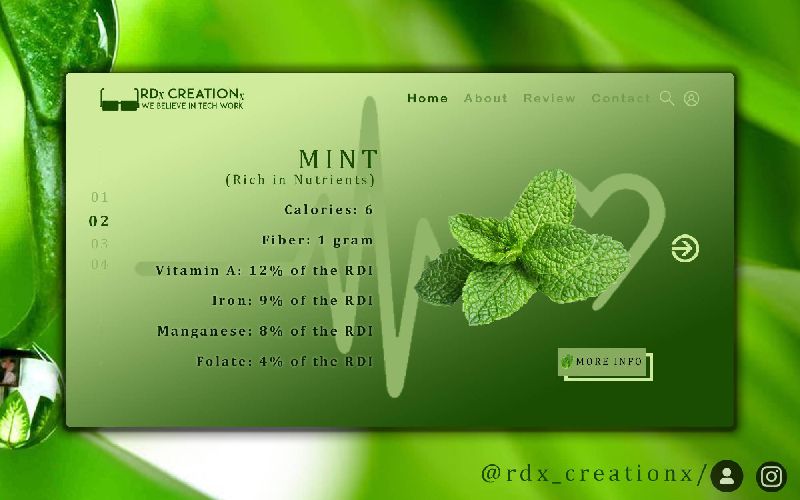 RDx CREATIONx
WE BELIEVE IN TECH WORK
Home About Review Contact
MINT
(Rich in Nutrients)
01
02
03
04
Calories: 6
Fiber: 1 gram
Vitamin A: 12% of the RDI
Iron: 9% of the RDI
Manganese: 8% of the RDI
Folate: 4% of the RDI
MORE INFO
@rdx_creationx/